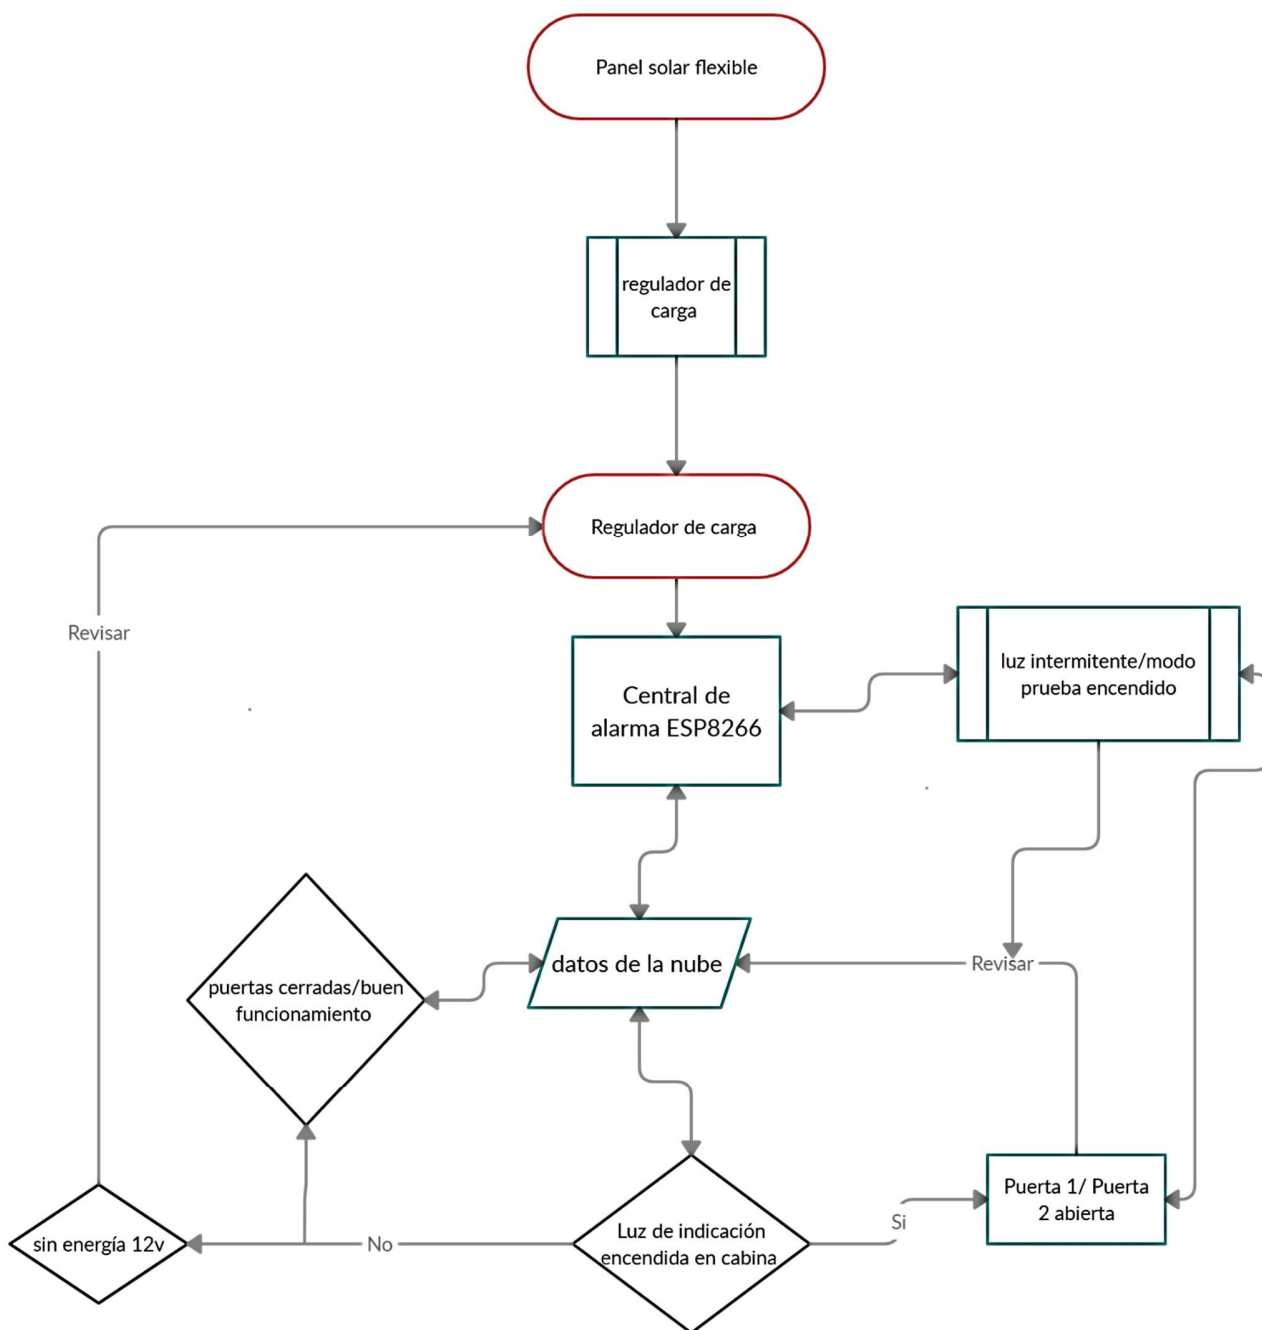 Panel solar flexible
regulador de
carga
Regulador de carga
Revisar
Central de
alarma ESP8266
luz intermitente/modo
prueba encendido
datos de la nube
Revisar
puertas cerradas/buen
funcionamiento
Puerta 1/ Puerta
2 abierta
Si
sin energía 12v
No
Luz de indicación
encendida en cabina